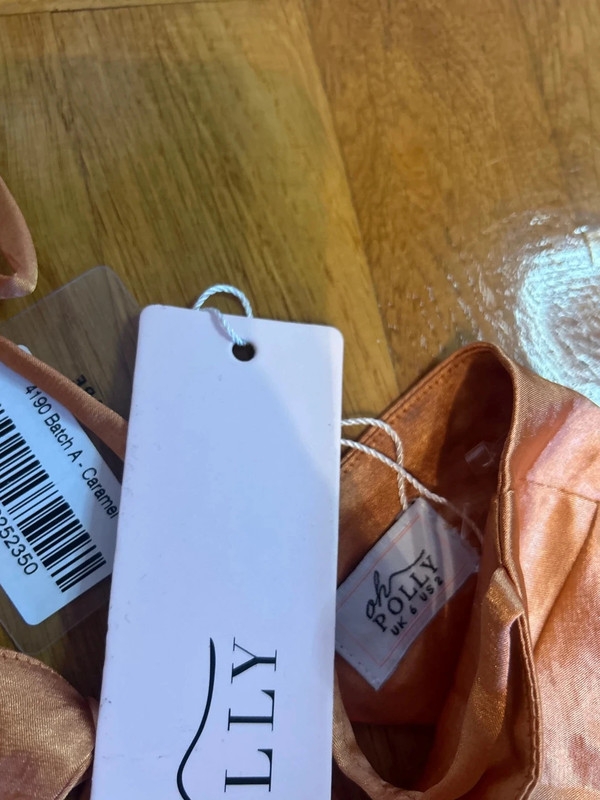 4190 Batch A - Caramel
252350
LLY
oh
POLLY
UK 6 US 2